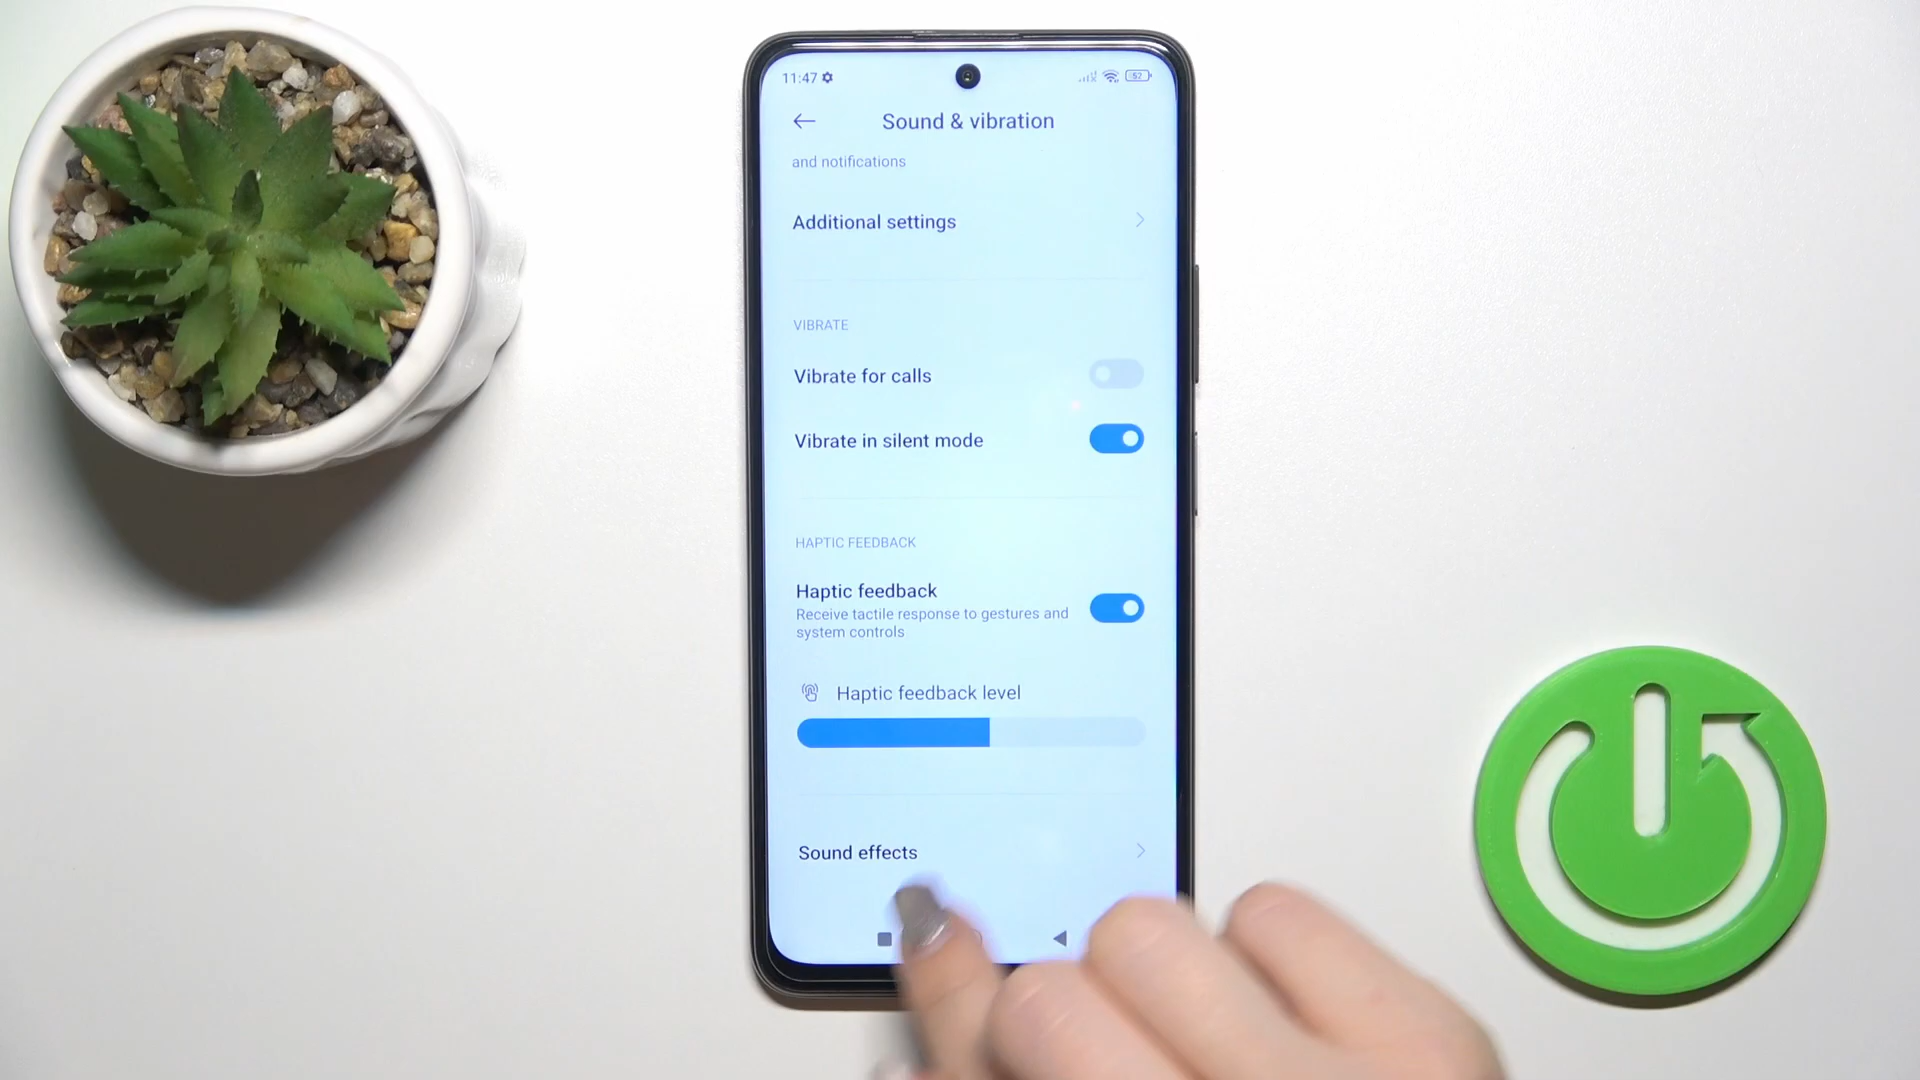 11:47
52
Sound & vibration
and notifications
Additional settings
VIBRATE
Vibrate for calls
Vibrate in silent mode
HAPTIC FEEDBACK
Haptic feedback
Receive tactile response to gestures and
system controls
Haptic feedback level
Sound effects